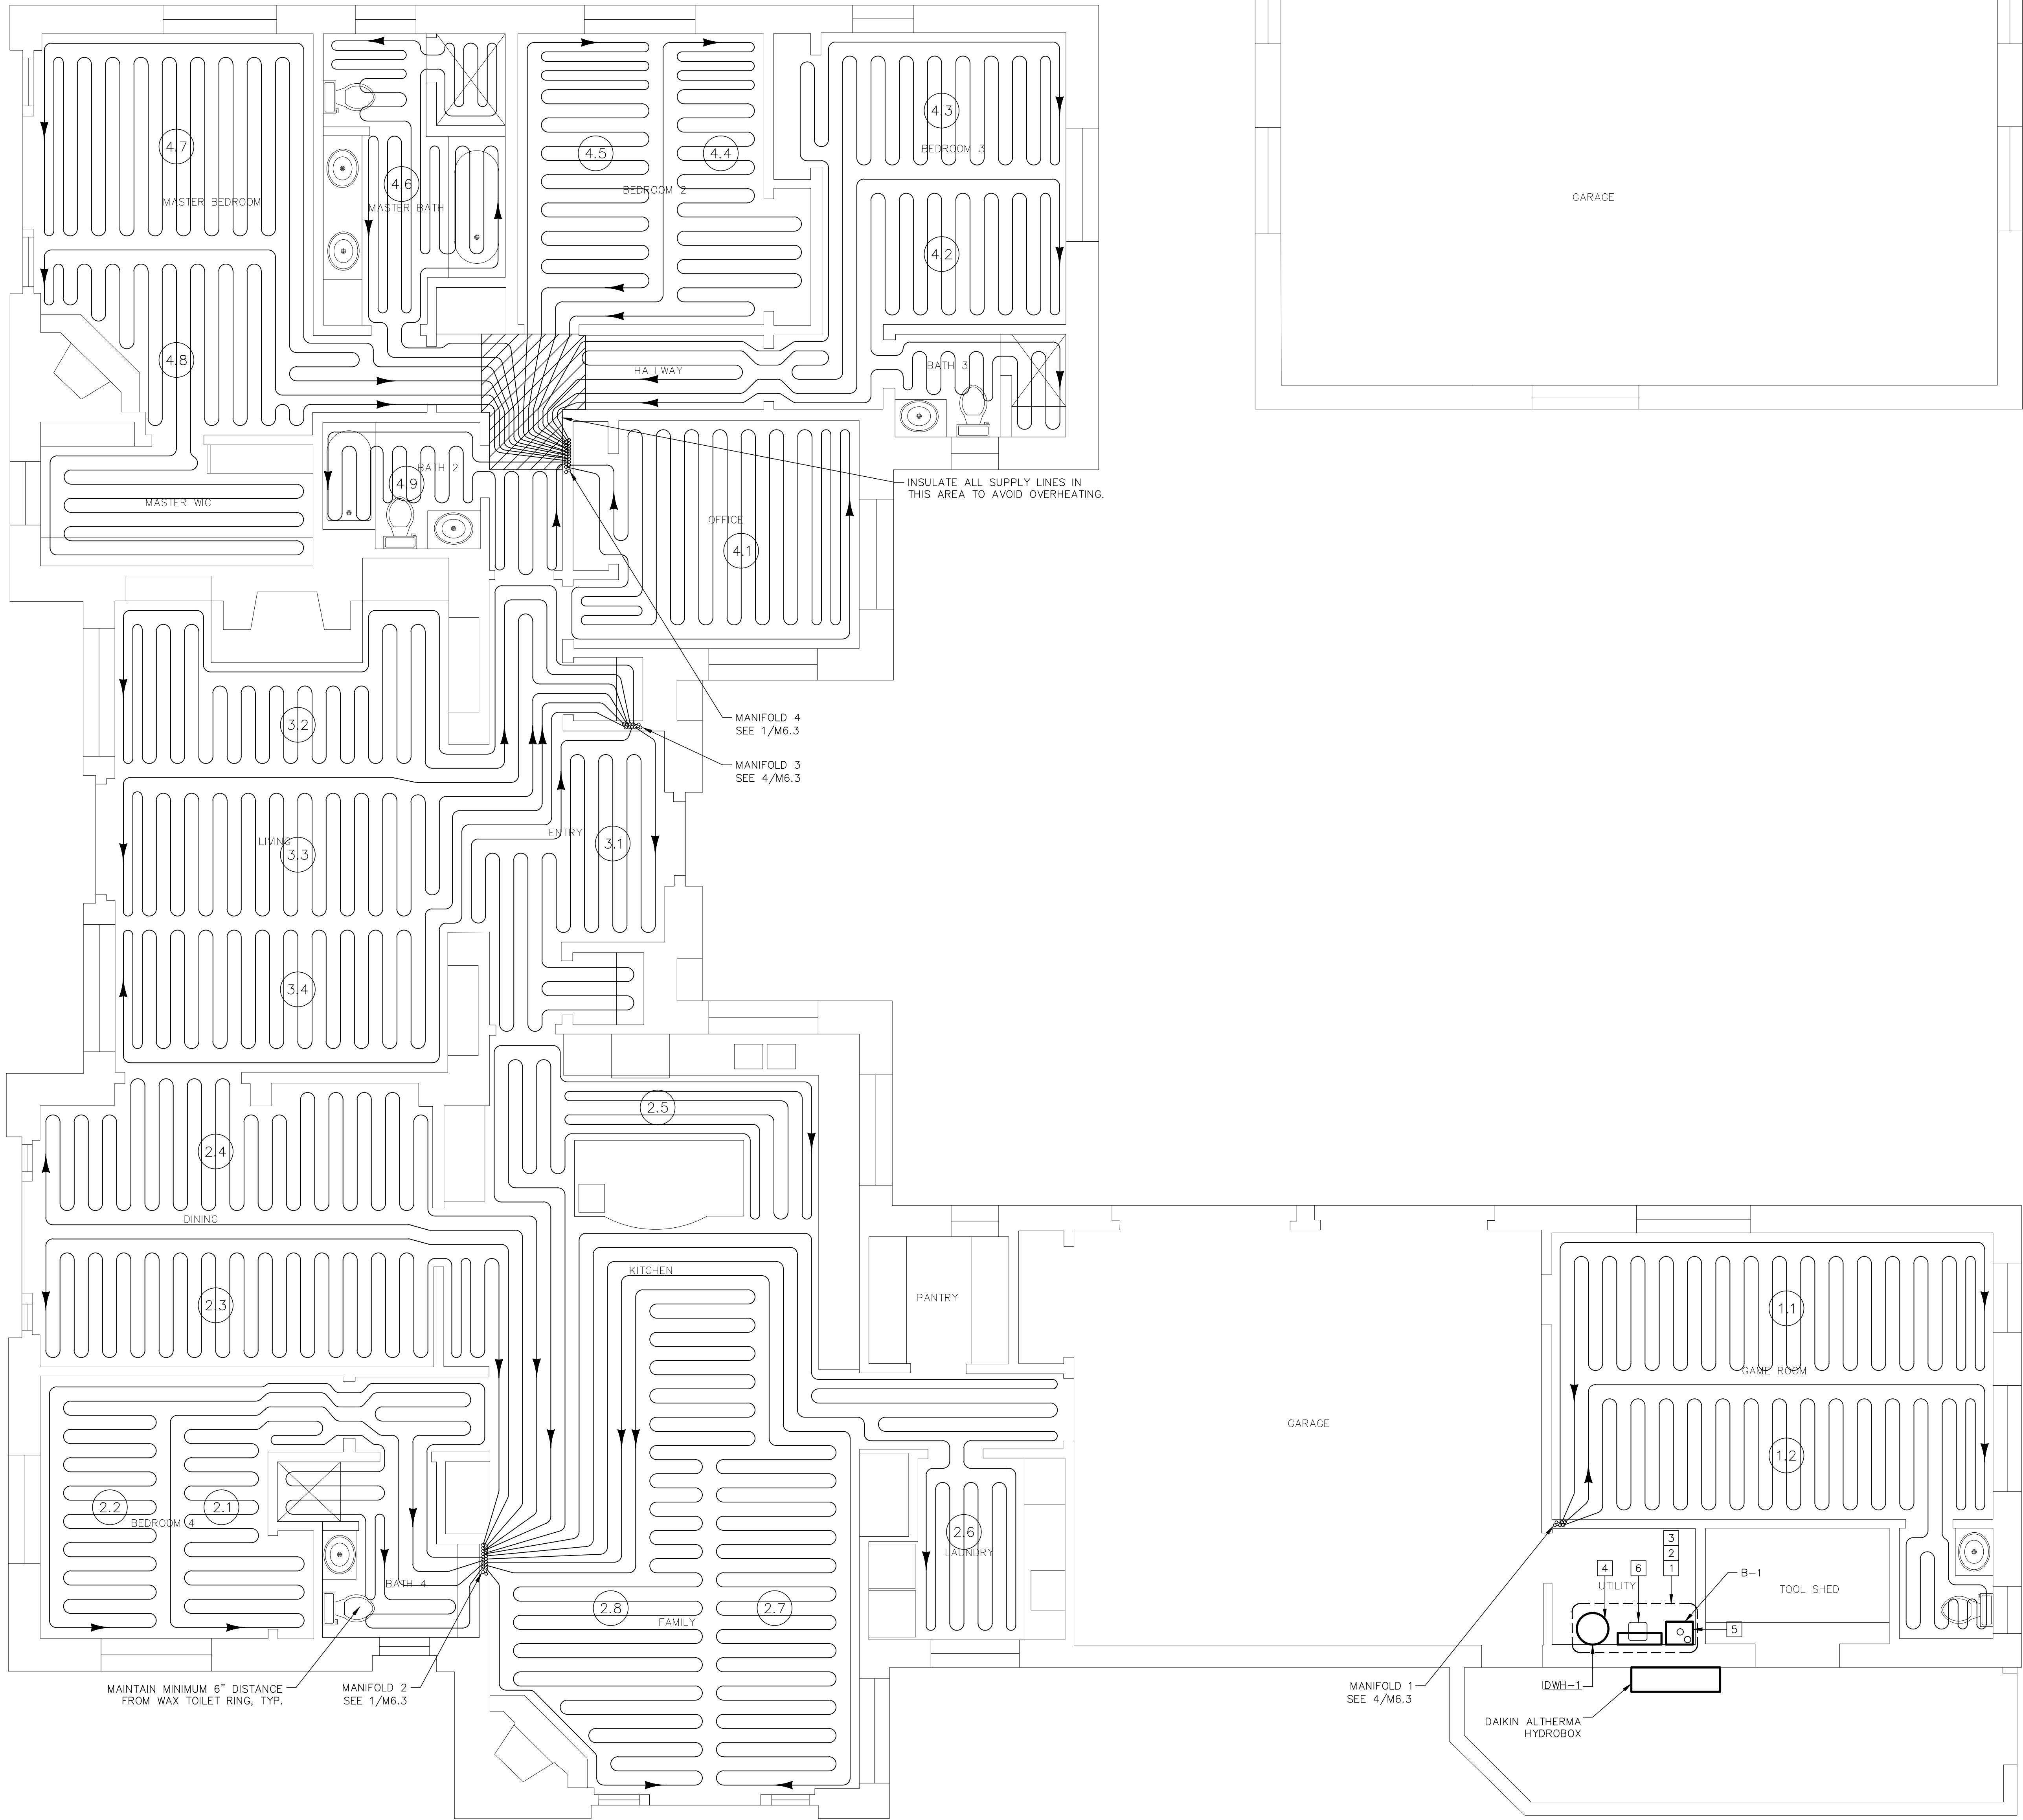 GARAGE
4.7
MASTER BEDROOM
4.6
MASTER BATH
4.5
4.4
BEDROOM 2
4.3
BEDROOM 3
4.2
4.8
HALLWAY
BATH 3
BATH 2
4.9
MASTER WIC
INSULATE ALL SUPPLY LINES IN
THIS AREA TO AVOID OVERHEATING.
OFFICE
4.1
3.2
MANIFOLD 4
SEE 1/M6.3
MANIFOLD 3
SEE 4/M6.3
LIVING
3.3
ENTRY
3.1
3.4
2.5
2.4
DINING
2.3
KITCHEN
PANTRY
GARAGE
1.1
GAME ROOM
1.2
2.2
2.1
BEDROOM 4
BATH 4
2.6
LAUNDRY
2.8
2.7
FAMILY
3
2
1
4
6
B-1
UTILITY
TOOL SHED
5
MAINTAIN MINIMUM 6" DISTANCE
FROM WAX TOILET RING, TYP.
MANIFOLD 2
SEE 1/M6.3
MANIFOLD 1
SEE 4/M6.3
IDWH-1
DAIKIN ALTHERMA
HYDROBOX